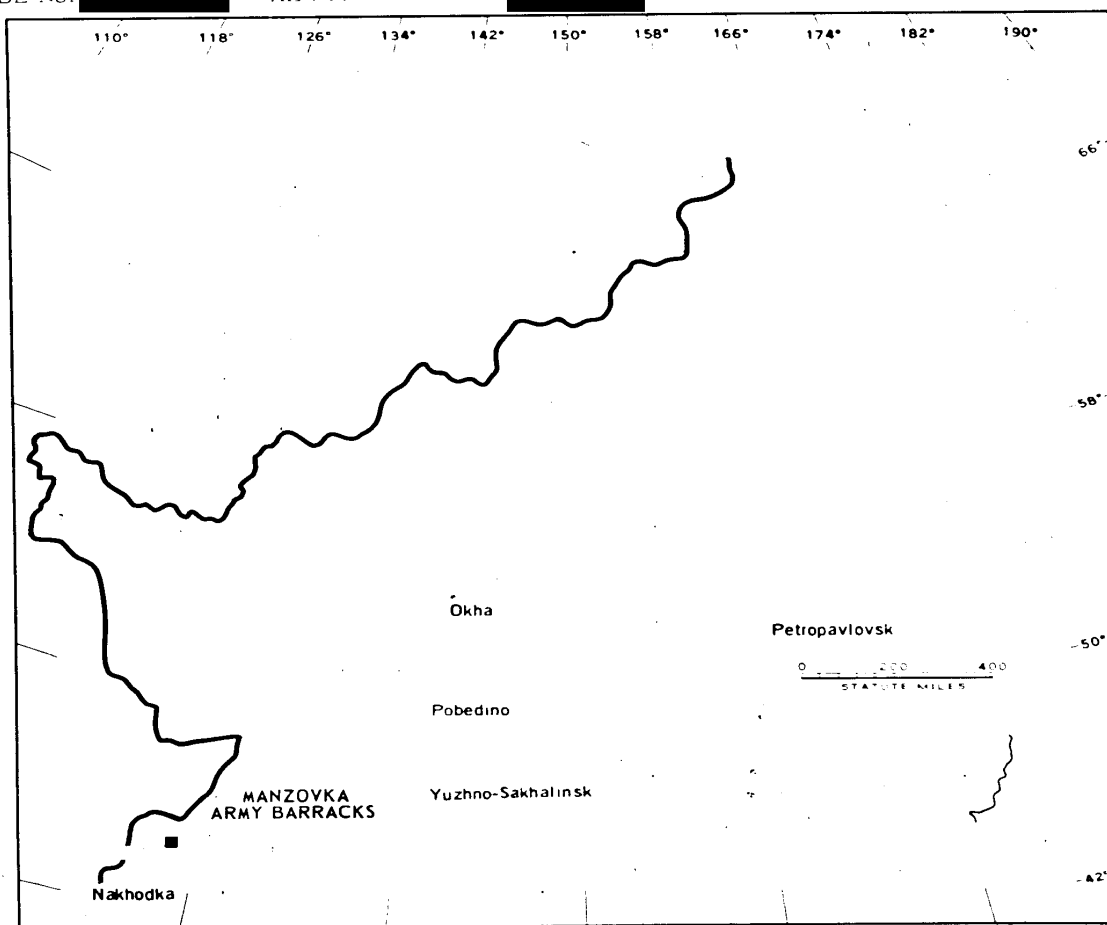 110° 118° 126° 134° 142° 150° 158° 166° 174° 182° 190°
66°
58°
Okha
Petropavlovsk
50°
0 200 400
STATUTE MILES
Pobedino
MANZOVKA
ARMY BARRACKS
Yuzhno-Sakhalinsk
42°
Nakhodka